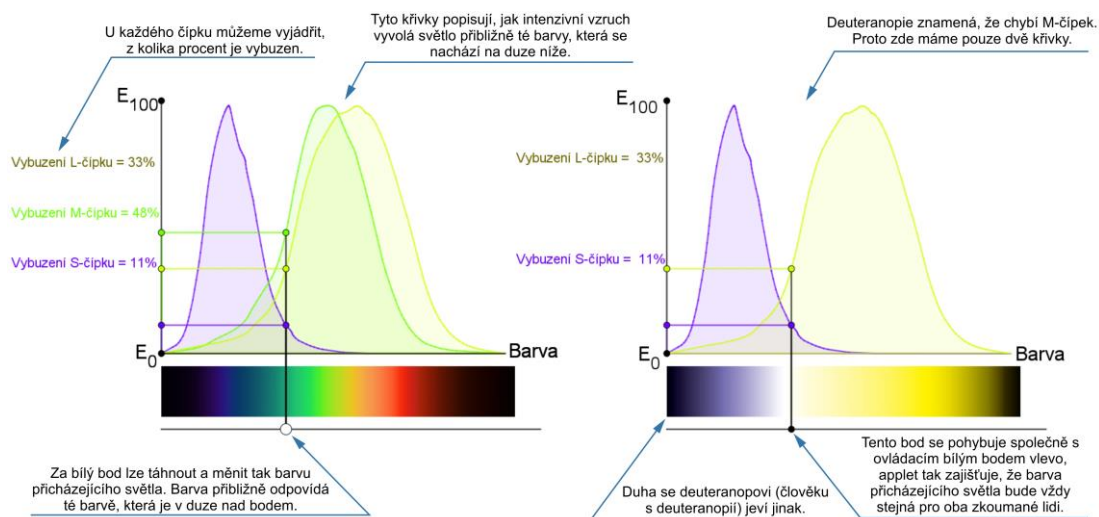 U každého čípku můžeme vyjádřit,
z kolika procent je vybuzen.
Tyto křivky popisují, jak intenzivní vzruch
vyvolá světlo přibližně té barvy, která se
nachází na duze níže.
Deuteranopie znamená, že chybí M-čípek.
Proto zde máme pouze dvě křivky.
E100
Vybuzení L-čípku = 33%
Vybuzení M-čípku = 48%
Vybuzení S-čípku = 11%
E0
Barva
E100
Vybuzení L-čípku = 33%
Vybuzení S-čípku = 11%
E0
Barva
Za bílý bod lze táhnout a měnit tak barvu
přicházejícího světla. Barva přibližně odpovídá
té barvě, která je v duze nad bodem.
Duha se deuteranopovi (člověku
s deuteranopií) jeví jinak.
Tento bod se pohybuje společně s
ovládacím bílým bodem vlevo,
applet tak zajišťuje, že barva
přicházejícího světla bude vždy
stejná pro oba zkoumané lidi.